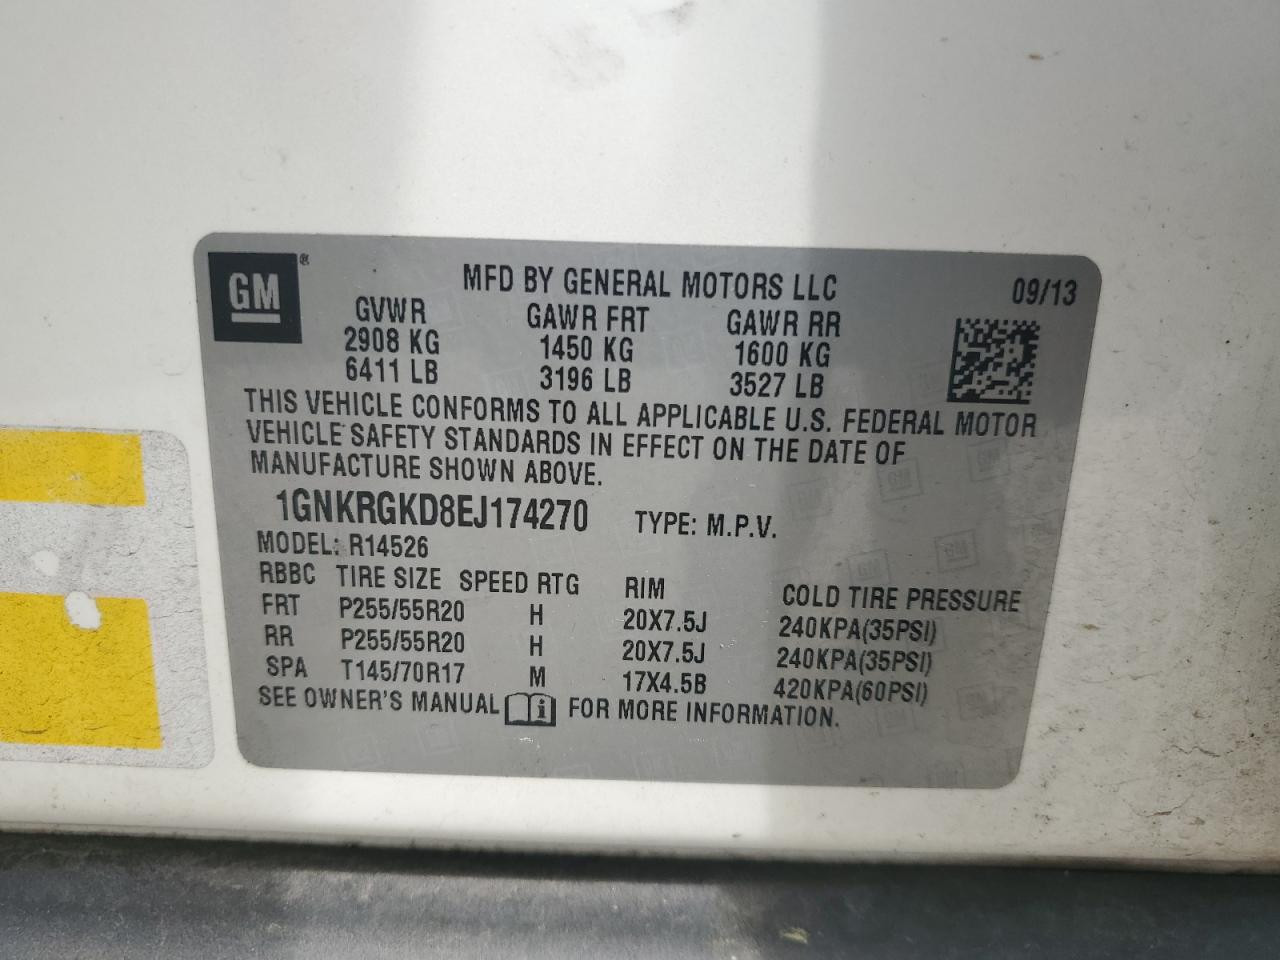 GM ®
MFD BY GENERAL MOTORS LLC 09/13
GVWR GAWR FRT GAWR RR
2908 KG 1450 KG 1600 KG
6411 LB 3196 LB 3527 LB
THIS VEHICLE CONFORMS TO ALL APPLICABLE U.S. FEDERAL MOTOR
VEHICLE SAFETY STANDARDS IN EFFECT ON THE DATE OF
MANUFACTURE SHOWN ABOVE.
1GNKRGKD8EJ174270 TYPE: M.P.V.
MODEL: R14526
RBBC TIRE SIZE SPEED RTG RIM COLD TIRE PRESSURE
FRT P255/55R20 H 20X7.5J 240KPA(35PSI)
RR P255/55R20 H 20X7.5J 240KPA(35PSI)
SPA T145/70R17 M 17X4.5B 420KPA(60PSI)
SEE OWNER'S MANUAL i FOR MORE INFORMATION.